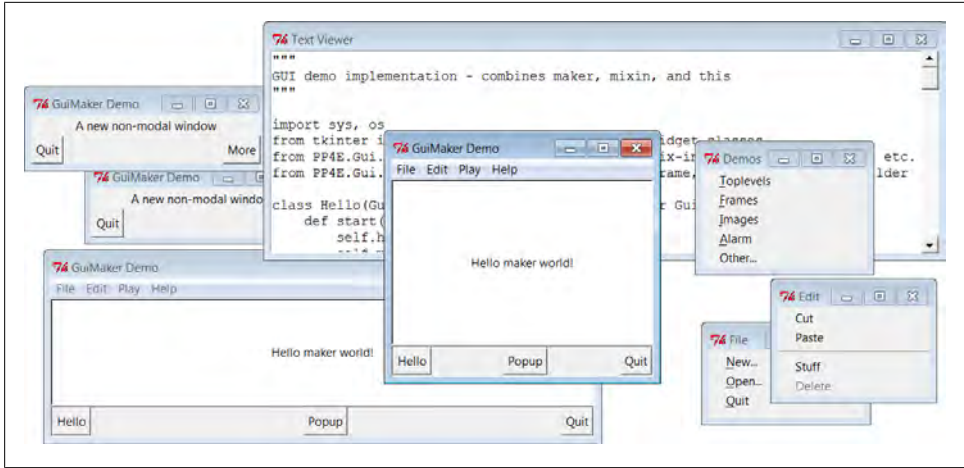 Text Viewer
"""
GUI demo implementation - combines maker, mixin, and this
"""
import sys, os
from tkinter i
idget classes
from PP4E.Gui.
ix-in
etc.
from PP4E.Gui.
rame,
lder
class Hello(Gu
r Gui
def start(
self.h
GuiMaker Demo
A new non-modal window
Quit
More
GuiMaker Demo
A new non-modal windo
Quit
GuiMaker Demo
File Edit Play Help
Hello maker world!
Hello
Popup
Quit
GuiMaker Demo
File Edit Play Help
Hello maker world!
Hello
Popup
Quit
Demos
Toplevels
Frames
Images
Alarm
Other...
Edit
Cut
Paste
Stuff
Delete
File
New...
Open...
Quit